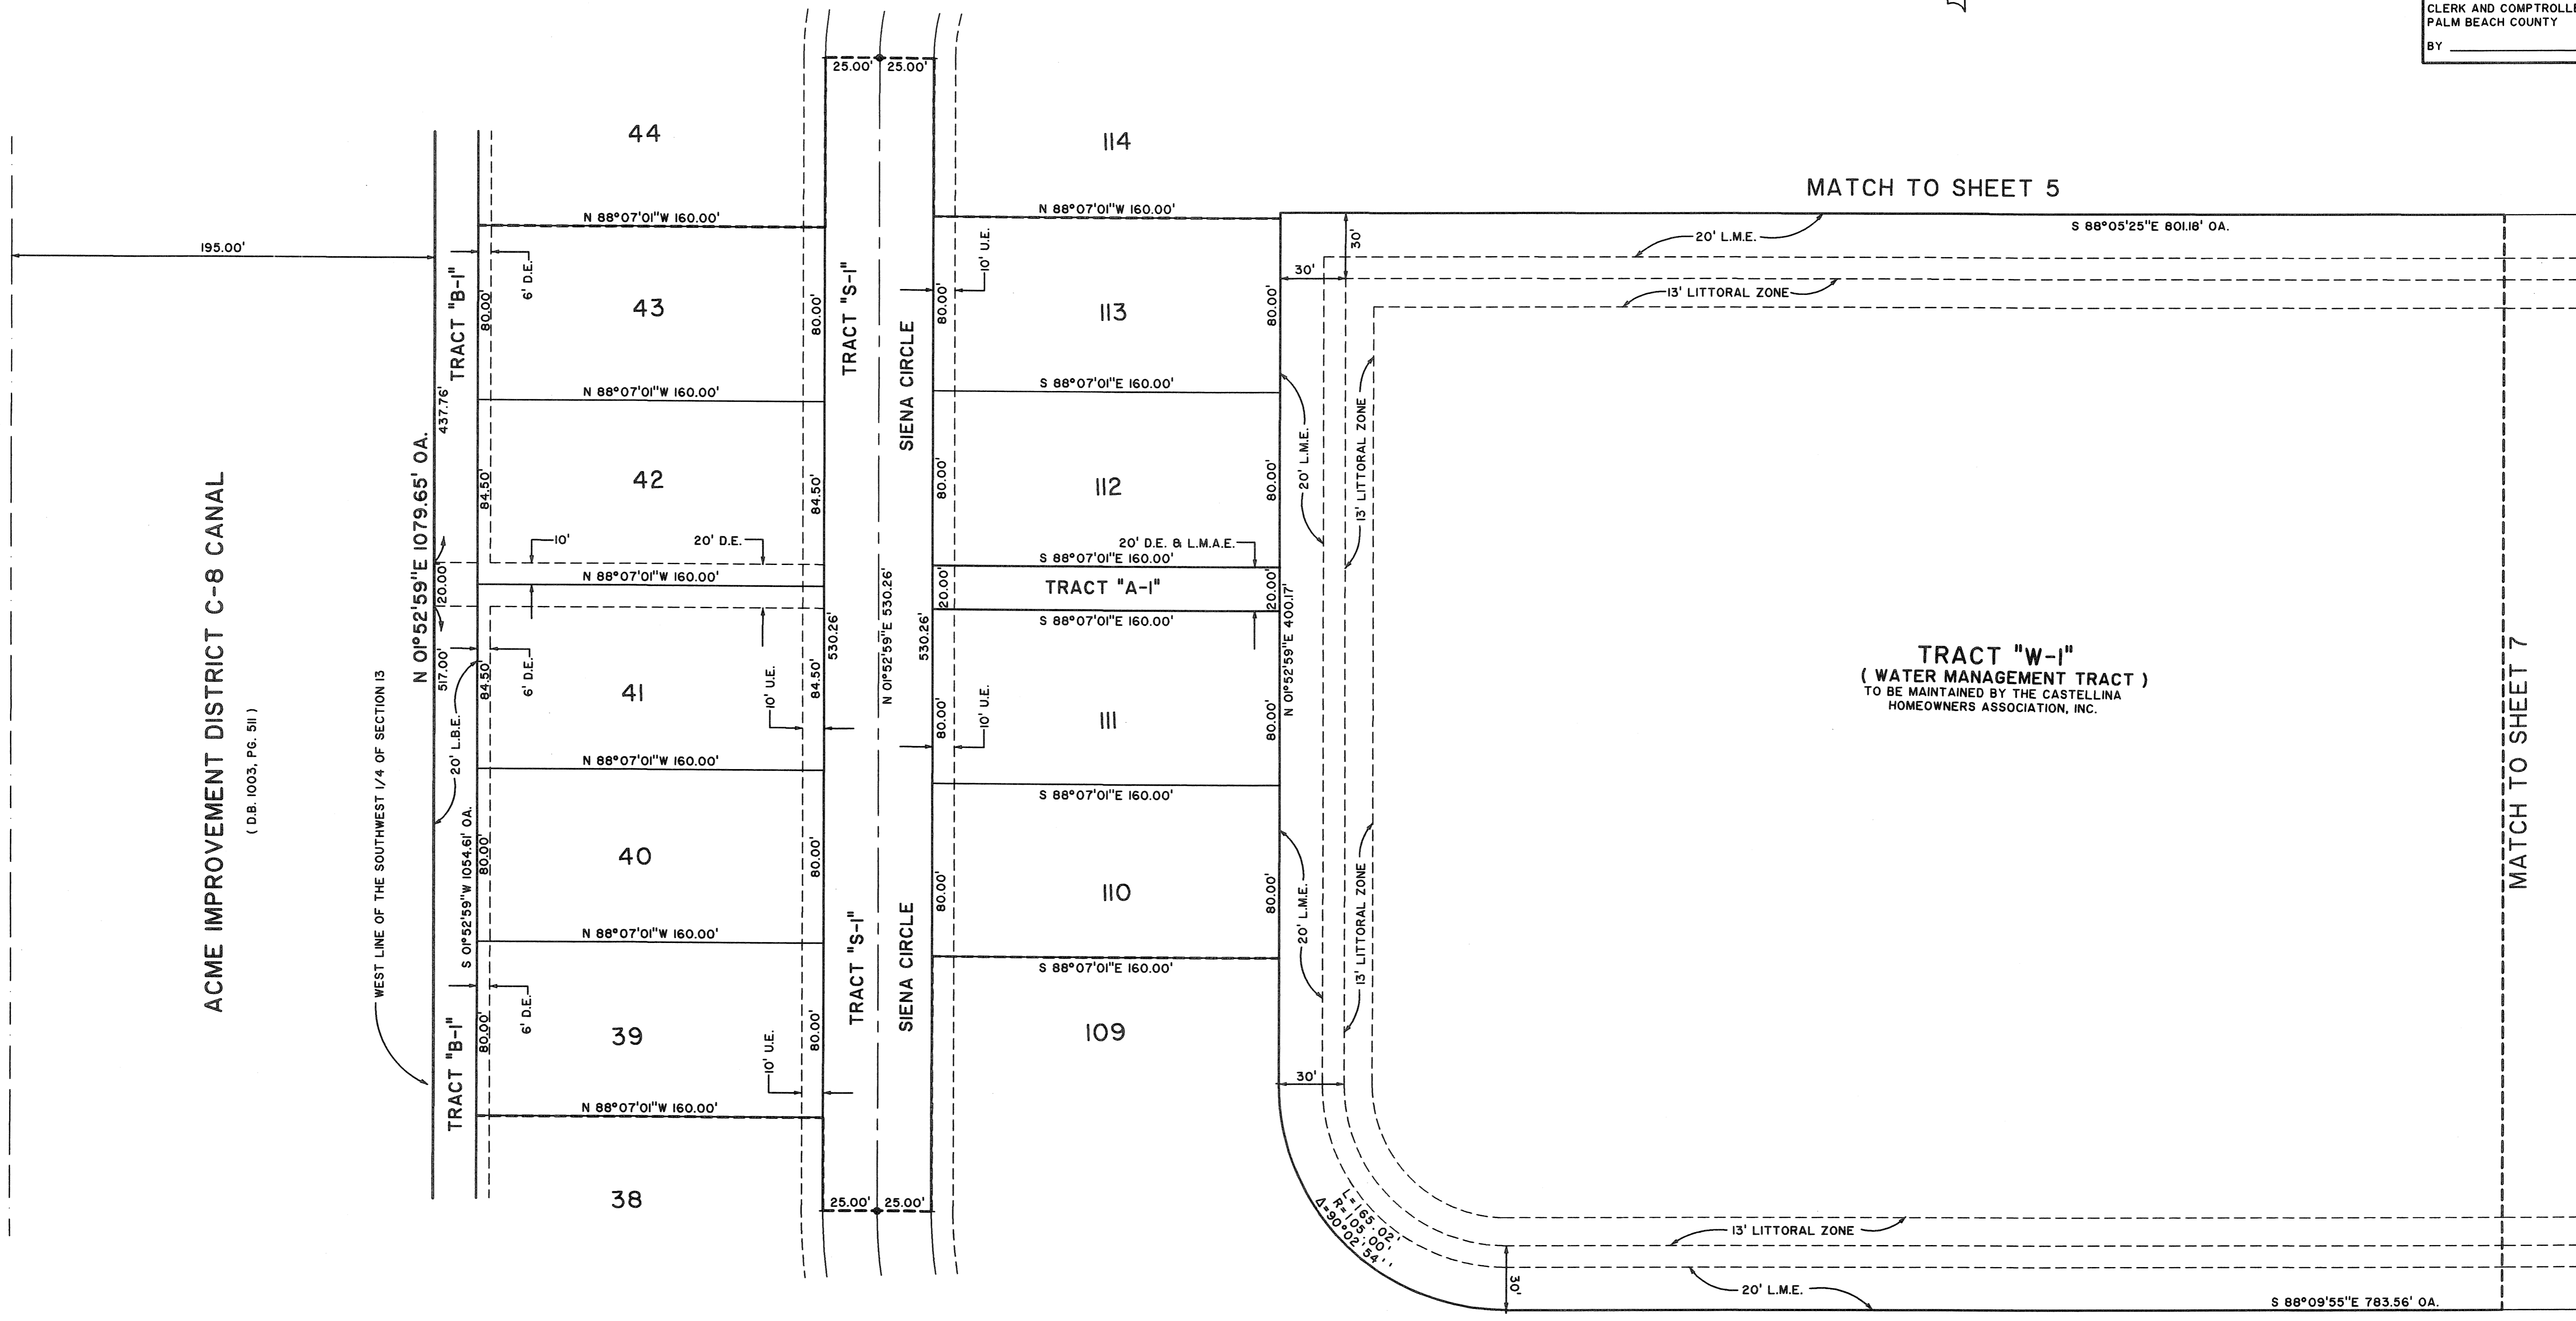 CLERK AND COMPTROLLE
PALM BEACH COUNTY
BY
25.00' 25.00'
44
114
MATCH TO SHEET 5
N 88°07'01"W 160.00'
N 88°07'01"W 160.00'
S 88°05'25"E 801.18' OA.
195.00'
20' L.M.E.
30'
30'
13' LITTORAL ZONE
TRACT "B-1"
6' D.E.
80.00'
43
80.00'
TRACT "S-1"
10' U.E.
80.00'
113
80.00'
SIENA CIRCLE
437.76'
N 88°07'01"W 160.00'
S 88°07'01"E 160.00'
N 01°52'59"E 1079.65' OA.
84.50'
42
84.50'
80.00'
112
80.00'
20' L.M.E.
13' LITTORAL ZONE
10'
20' D.E.
20' D.E. & L.M.A.E.
S 88°07'01"E 160.00'
N 88°07'01"W 160.00'
20.00'
20.00'
TRACT "A-1"
20.00'
S 88°07'01"E 160.00'
N 01°52'59"E 530.26'
530.26'
530.26'
N 01°52'59"E 400.17'
ACME IMPROVEMENT DISTRICT C-8 CANAL
( D.B. 1003, PG. 511 )
WEST LINE OF THE SOUTHWEST 1/4 OF SECTION 13
517.00'
20' L.B.E.
84.50'
6' D.E.
41
10' U.E.
84.50'
80.00'
10' U.E.
111
80.00'
TRACT "W-1"
( WATER MANAGEMENT TRACT )
TO BE MAINTAINED BY THE CASTELLINA
HOMEOWNERS ASSOCIATION, INC.
MATCH TO SHEET 7
N 88°07'01"W 160.00'
S 88°07'01"E 160.00'
S 01°52'59"W 1054.61' OA.
80.00'
40
80.00'
80.00'
110
80.00'
20' L.M.E.
13' LITTORAL ZONE
N 88°07'01"W 160.00'
S 88°07'01"E 160.00'
TRACT "S-1"
SIENA CIRCLE
TRACT "B-1"
80.00'
6' D.E.
39
10' U.E.
80.00'
109
30'
N 88°07'01"W 160.00'
38
25.00' 25.00'
L=165.02'
R=105.00'
Δ=90°02'54''
13' LITTORAL ZONE
30'
20' L.M.E.
S 88°09'55"E 783.56' OA.